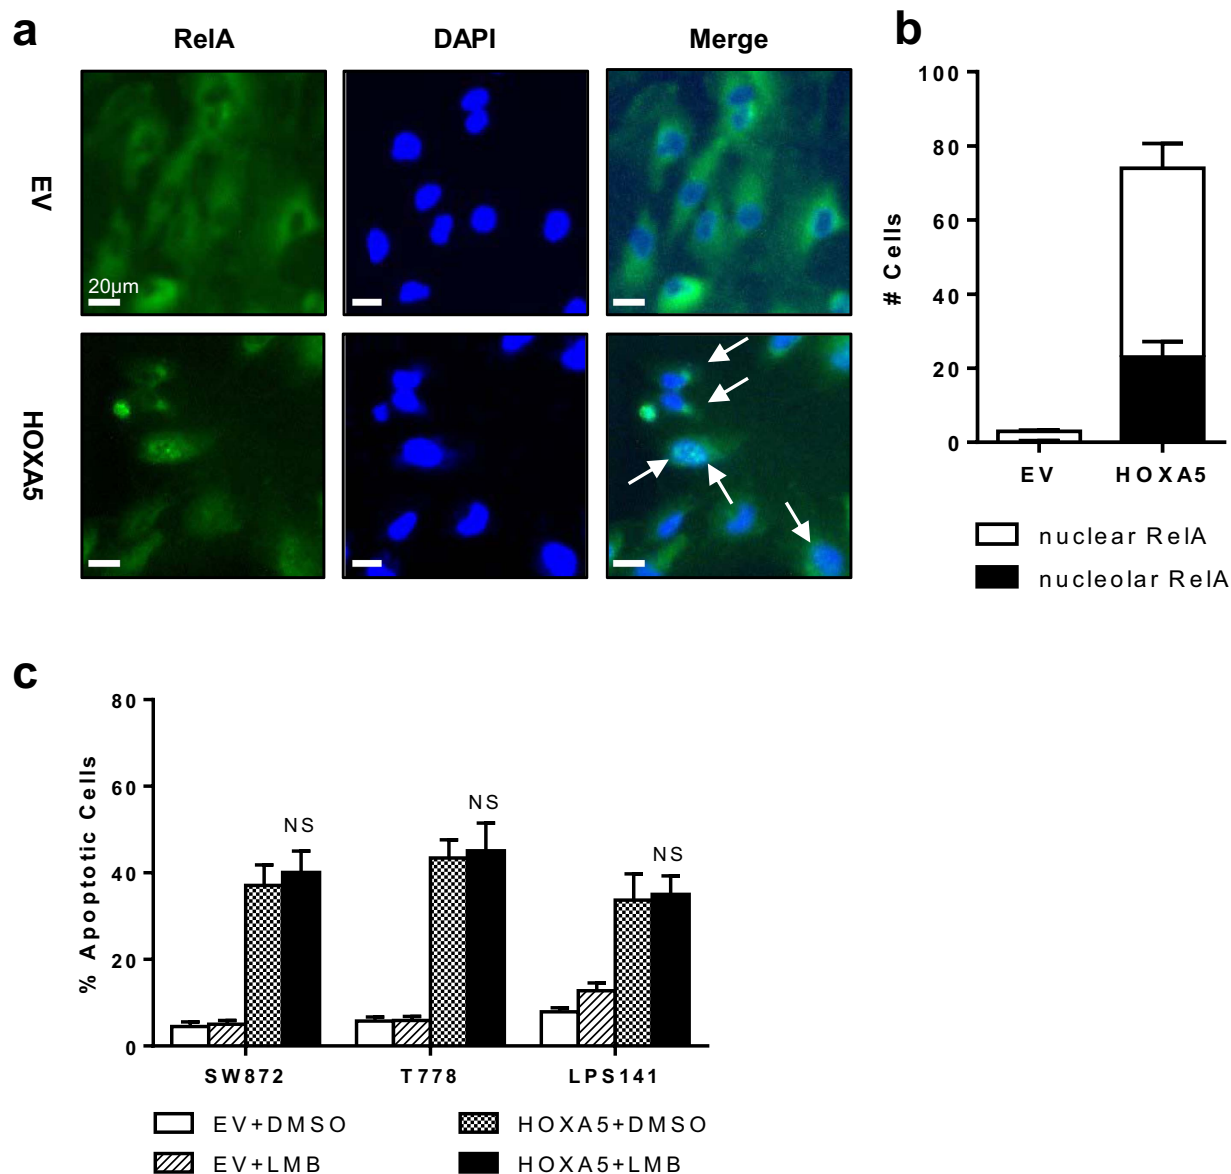 a
RelA
DAPI
Merge
EV
20μm
HOXA5
b
100
80
60
40
20
0
# Cells
EV
HOXA5
nuclear RelA
nucleolar RelA
c
80
60
40
20
0
% Apoptotic Cells
NS
NS
NS
SW872
T778
LPS141
EV+DMSO
HOXA5+DMSO
EV+LMB
HOXA5+LMB